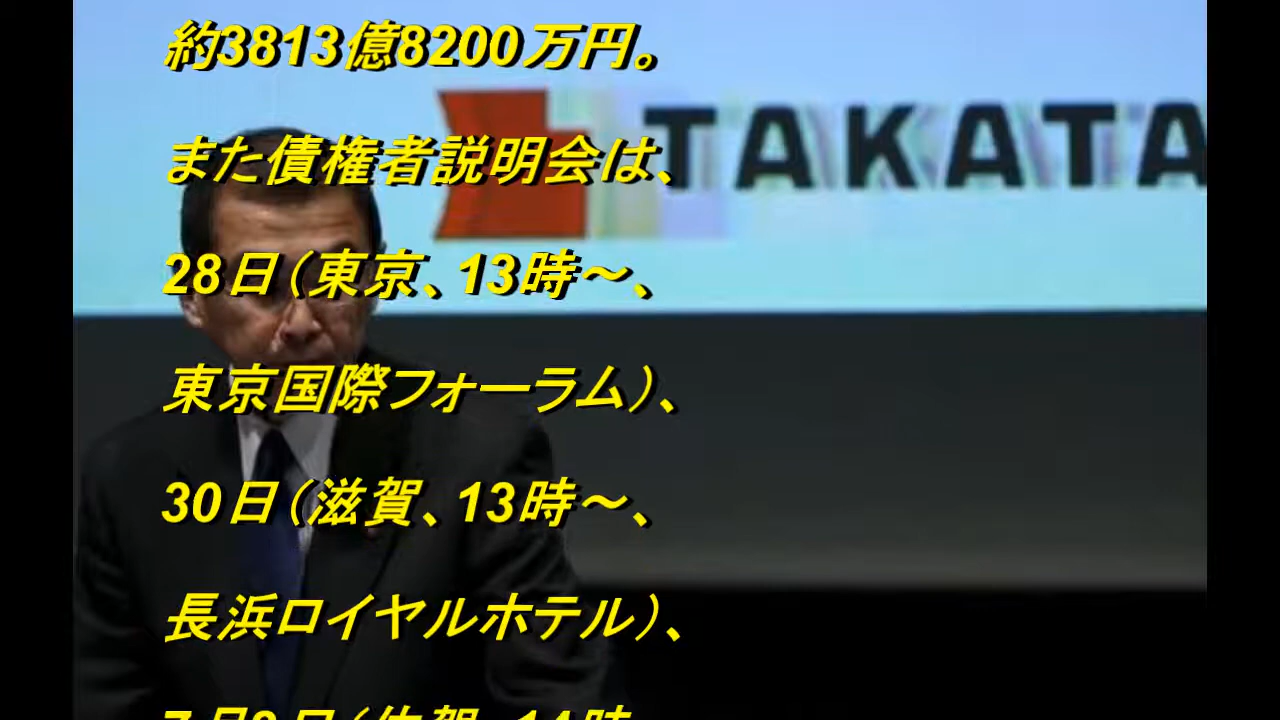 約3813億8200万円。
TAKATA
また債権者説明会は、
28日（東京、13時～、
東京国際フォーラム）、
30日（滋賀、13時～、
長浜ロイヤルホテル）、